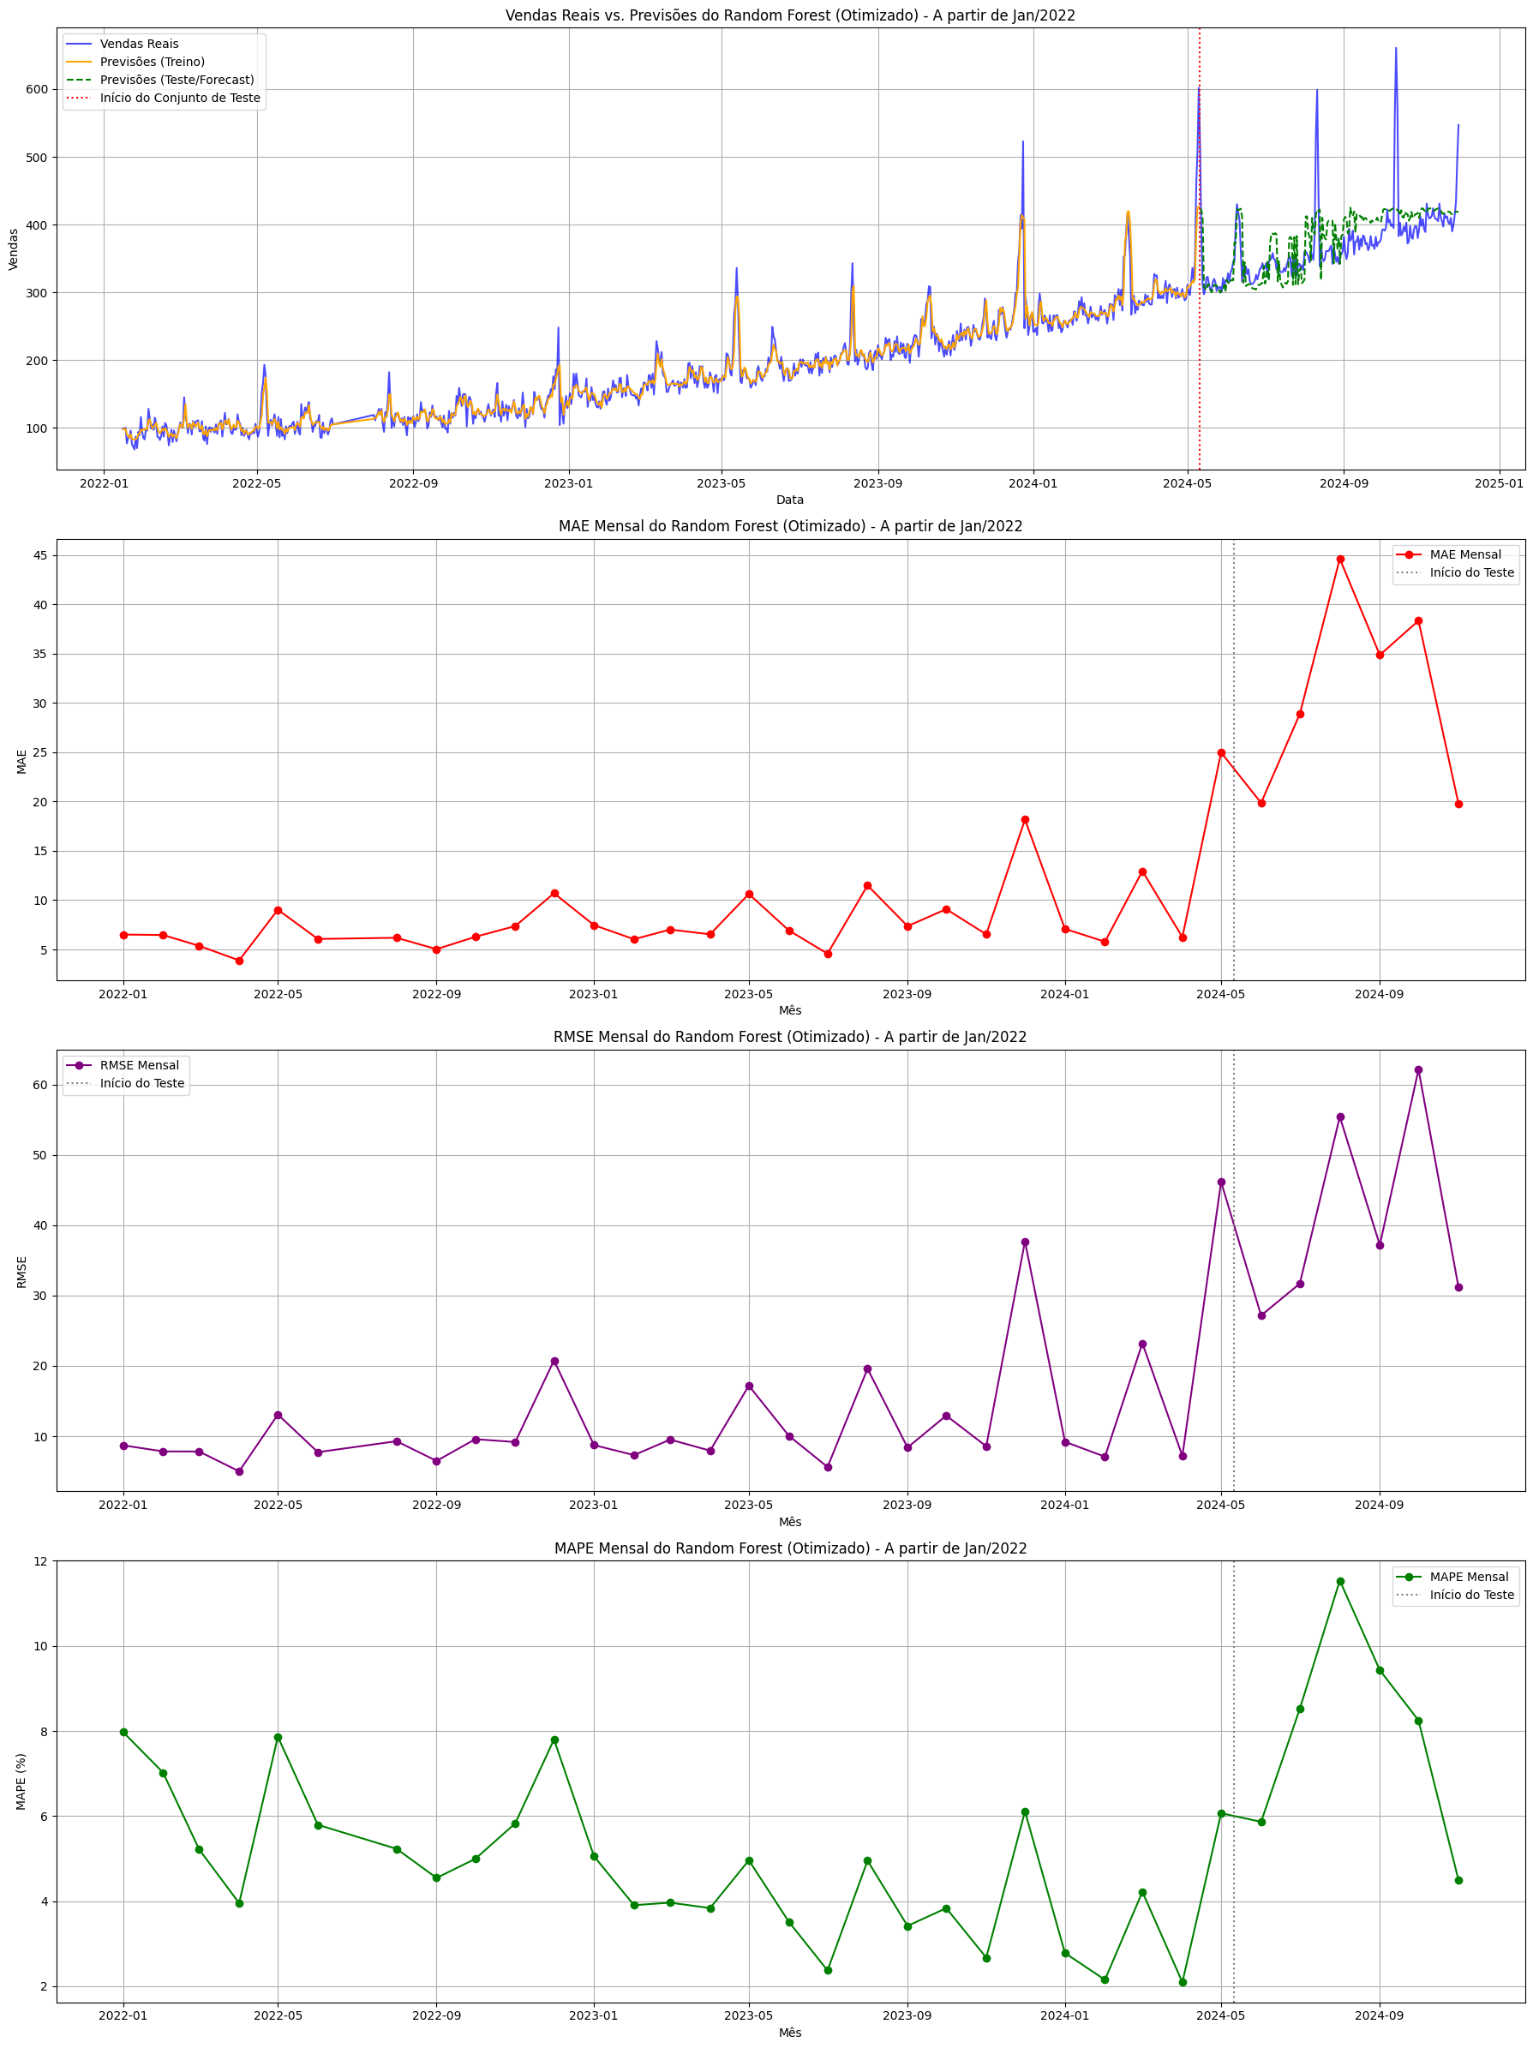 Vendas Reais vs. Previsões do Random Forest (Otimizado) - A partir de Jan/2022
Vendas Reais
Previsões (Treino)
Previsões (Teste/Forecast)
Início do Conjunto de Teste
Vendas
600
500
400
300
200
100
2022-01 2022-05 2022-09 2023-01 2023-05 2023-09 2024-01 2024-05 2024-09 2025-01
Data
MAE Mensal do Random Forest (Otimizado) - A partir de Jan/2022
MAE Mensal
Início do Teste
MAE
45
40
35
30
25
20
15
10
5
2022-01 2022-05 2022-09 2023-01 2023-05 2023-09 2024-01 2024-05 2024-09
Mês
RMSE Mensal do Random Forest (Otimizado) - A partir de Jan/2022
RMSE Mensal
Início do Teste
RMSE
60
50
40
30
20
10
2022-01 2022-05 2022-09 2023-01 2023-05 2023-09 2024-01 2024-05 2024-09
Mês
MAPE Mensal do Random Forest (Otimizado) - A partir de Jan/2022
MAPE Mensal
Início do Teste
MAPE (%)
12
10
8
6
4
2
2022-01 2022-05 2022-09 2023-01 2023-05 2023-09 2024-01 2024-05 2024-09
Mês